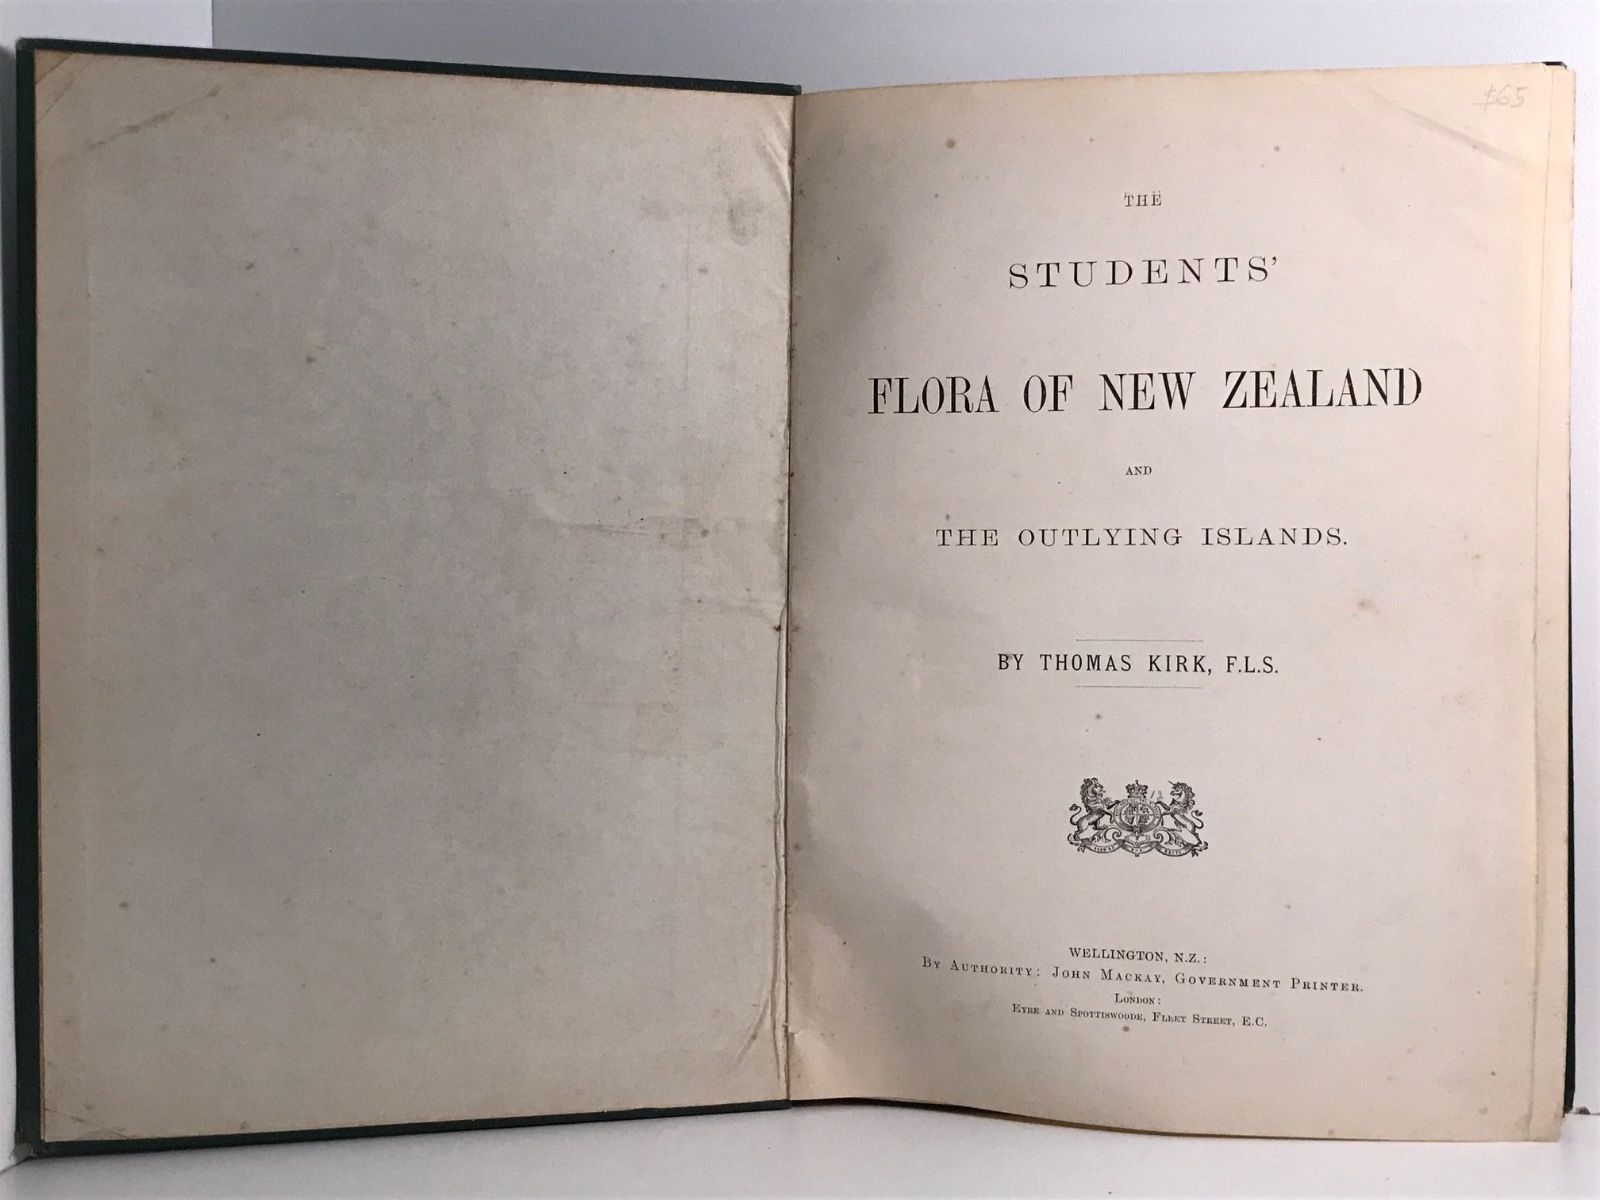 $65
THE
STUDENTS'
FLORA OF NEW ZEALAND
AND
THE OUTLYING ISLANDS.
BY THOMAS KIRK, F.L.S.
WELLINGTON, N.Z.:
BY AUTHORITY: JOHN MACKAY, GOVERNMENT PRINTER.
LONDON:
EYRE AND SPOTTISWOODE, FLEET STREET, E.C.